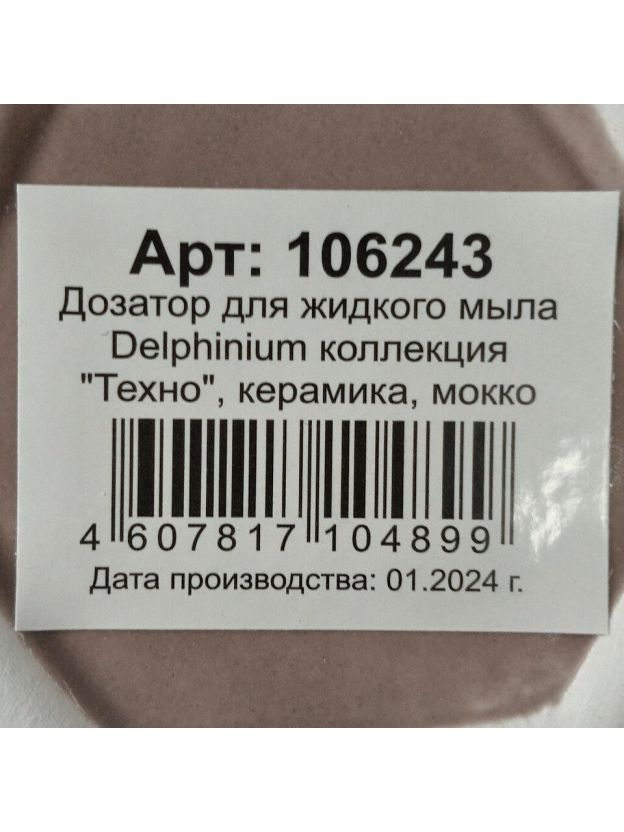 Арт: 106243
Дозатор для жидкого мыла
Delphinium коллекция
"Техно", керамика, мокко
4 607817 104899
Дата производства: 01.2024 г.